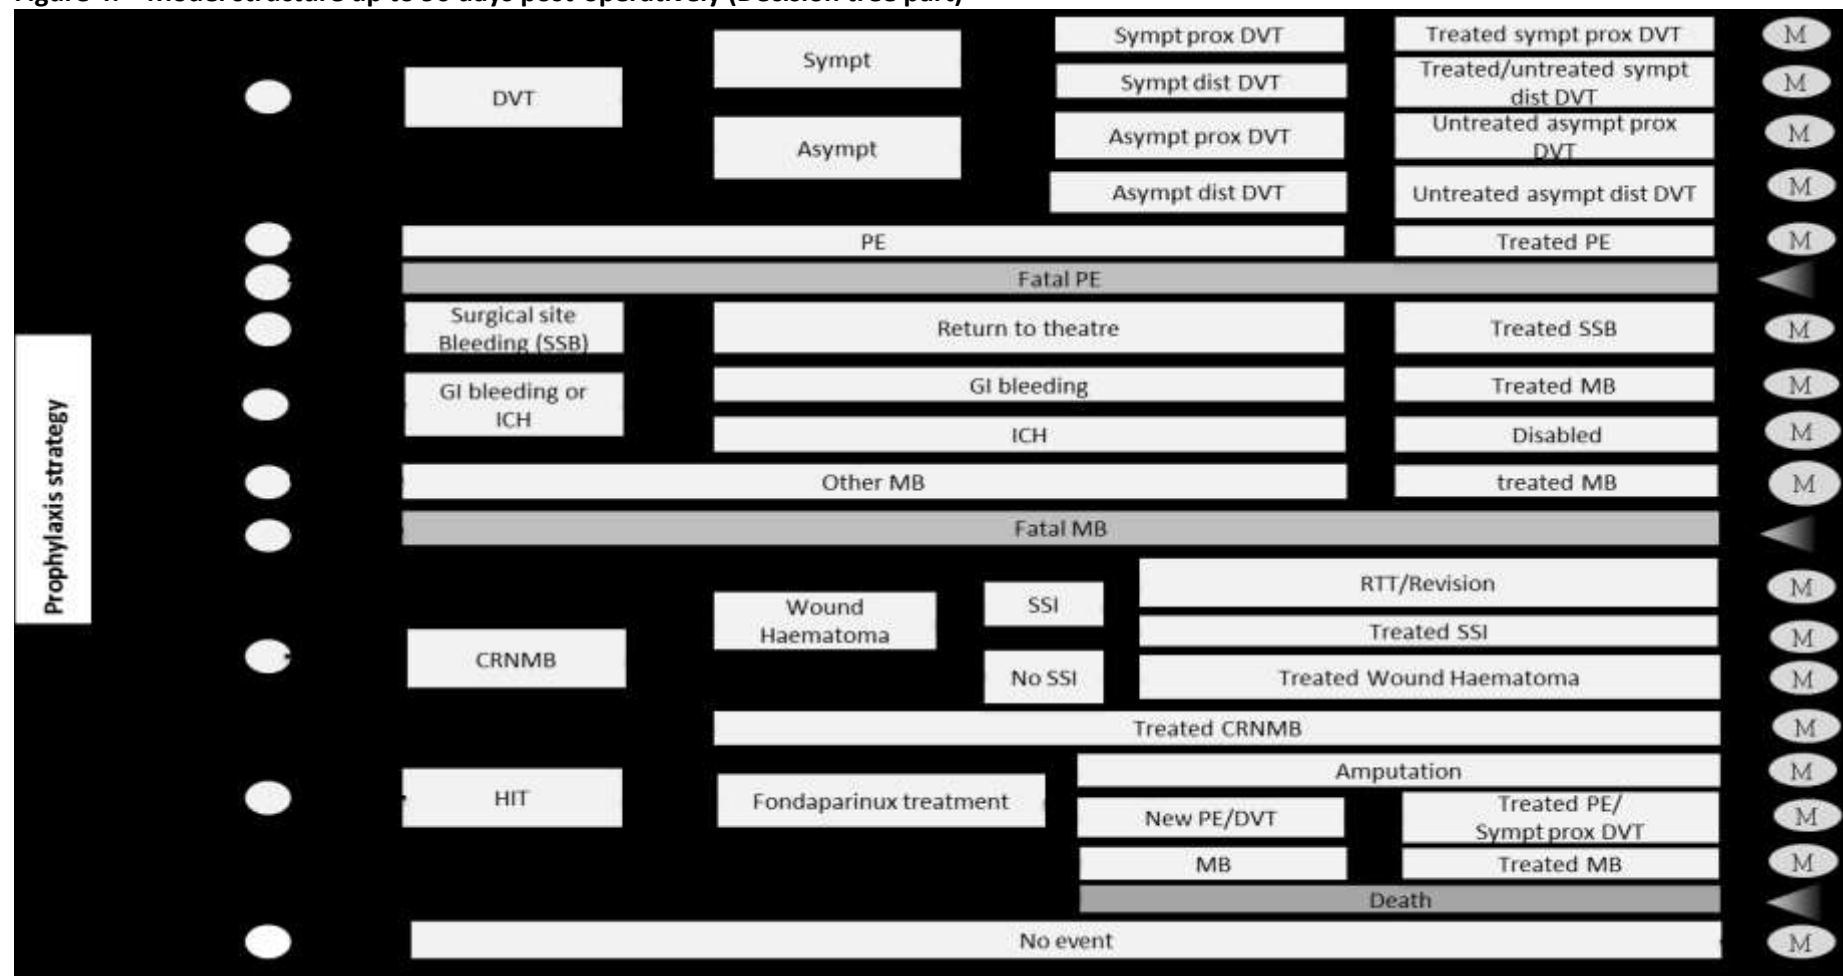 Prophylaxis strategy
DVT
Sympt
Sympt prox DVT
Treated sympt prox DVT
M
Sympt dist DVT
Treated/untreated sympt
dist DVT
M
Asympt
Asympt prox DVT
Untreated asympt prox
DVT
M
Asympt dist DVT
Untreated asympt dist DVT
M
PE
Treated PE
M
Fatal PE
Surgical site
Bleeding (SSB)
Return to theatre
Treated SSB
M
GI bleeding or
ICH
GI bleeding
Treated MB
M
ICH
Disabled
M
Other MB
treated MB
M
Fatal MB
CRNMB
Wound
Haematoma
SSI
RTT/Revision
M
Treated SSI
M
No SSI
Treated Wound Haematoma
M
Treated CRNMB
M
HIT
Fondaparinux treatment
Amputation
M
New PE/DVT
Treated PE/
Sympt prox DVT
M
MB
Treated MB
M
Death
No event
M